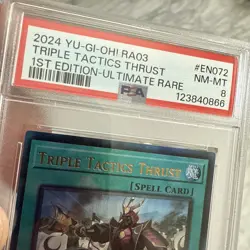 2024 YU-GI-OH! RA03 #EN072
TRIPLE TACTICS THRUST NM-MT
1ST EDITION-ULTIMATE RARE 8
PSA 123840866
TRIPLE TACTICS THRUST
[SPELL CARD]